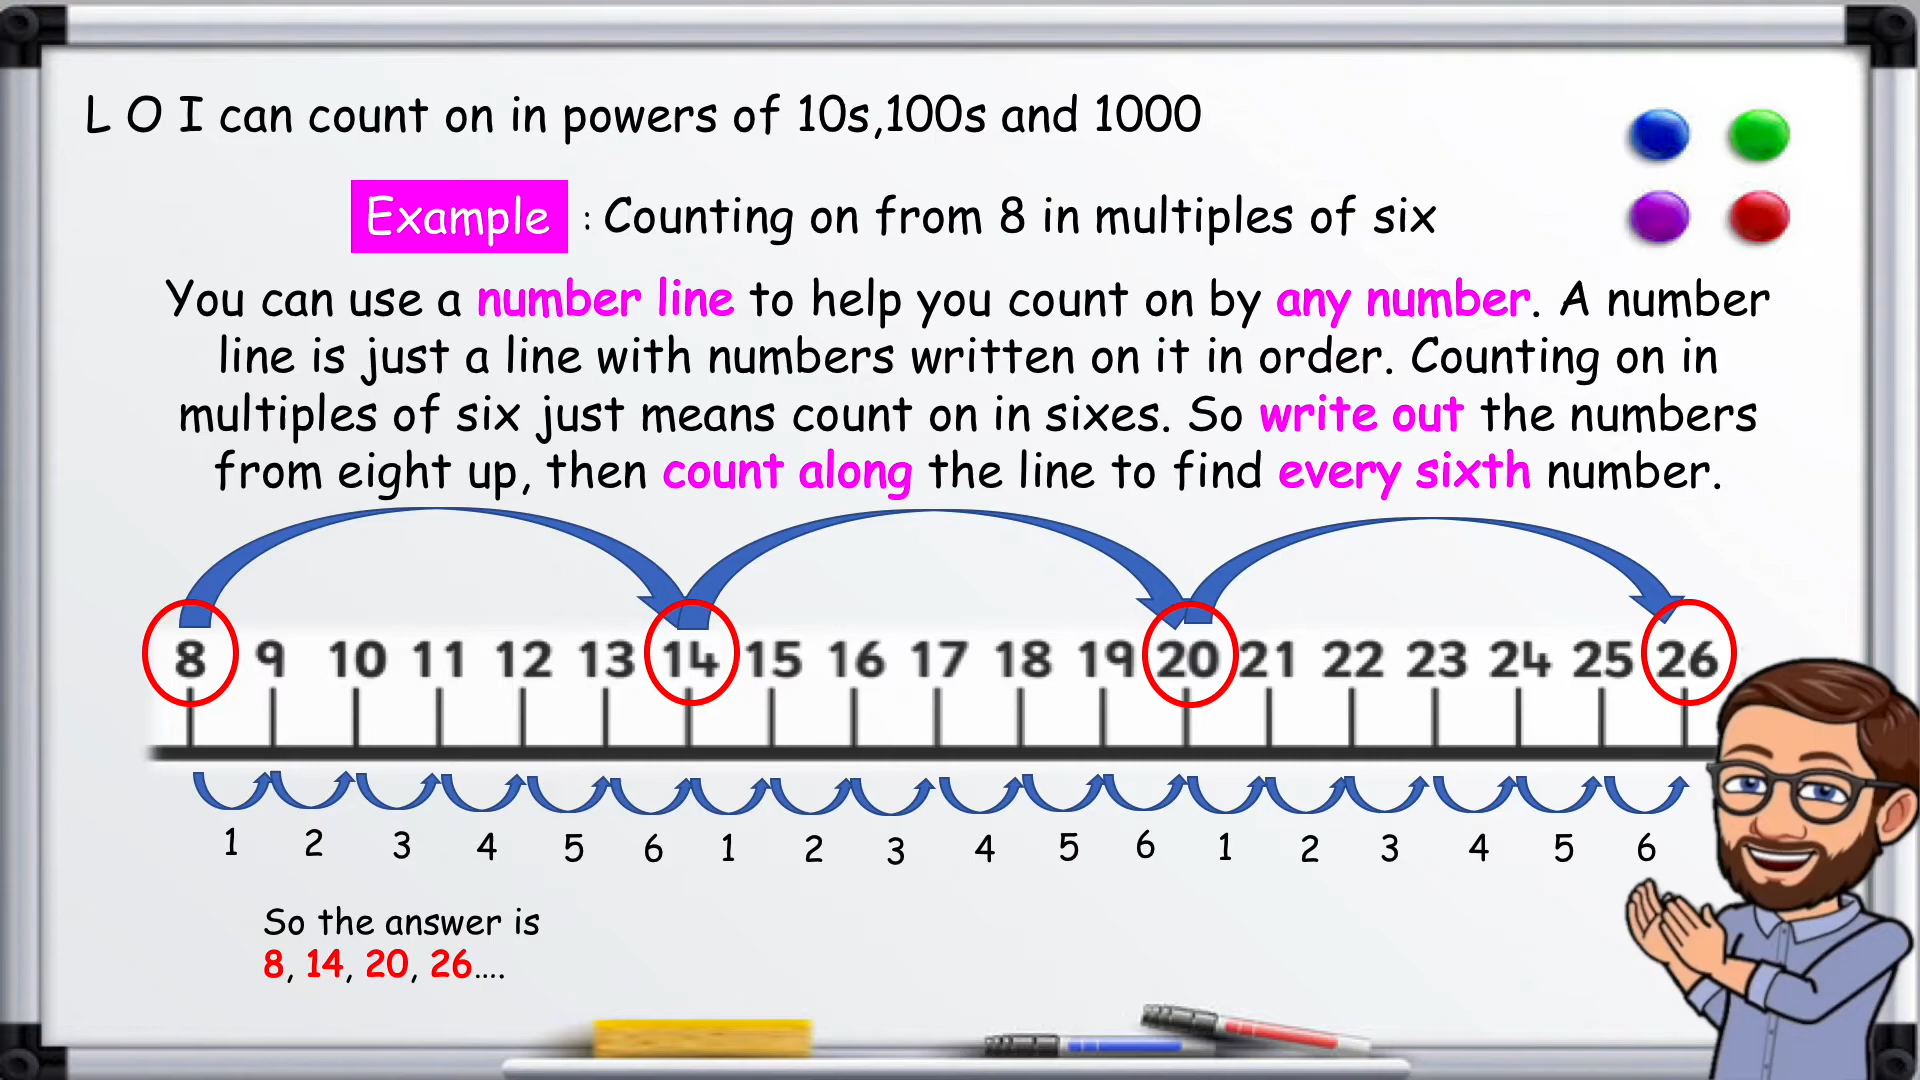 L O I can count on in powers of 10s,100s and 1000
Example : Counting on from 8 in multiples of six
You can use a number line to help you count on by any number. A number
line is just a line with numbers written on it in order. Counting on in
multiples of six just means count on in sixes. So write out the numbers
from eight up, then count along the line to find every sixth number.
8 9 10 11 12 13 14 15 16 17 18 19 20 21 22 23 24 25 26
1 2 3 4 5 6 1 2 3 4 5 6 1 2 3 4 5 6
So the answer is
8, 14, 20, 26....